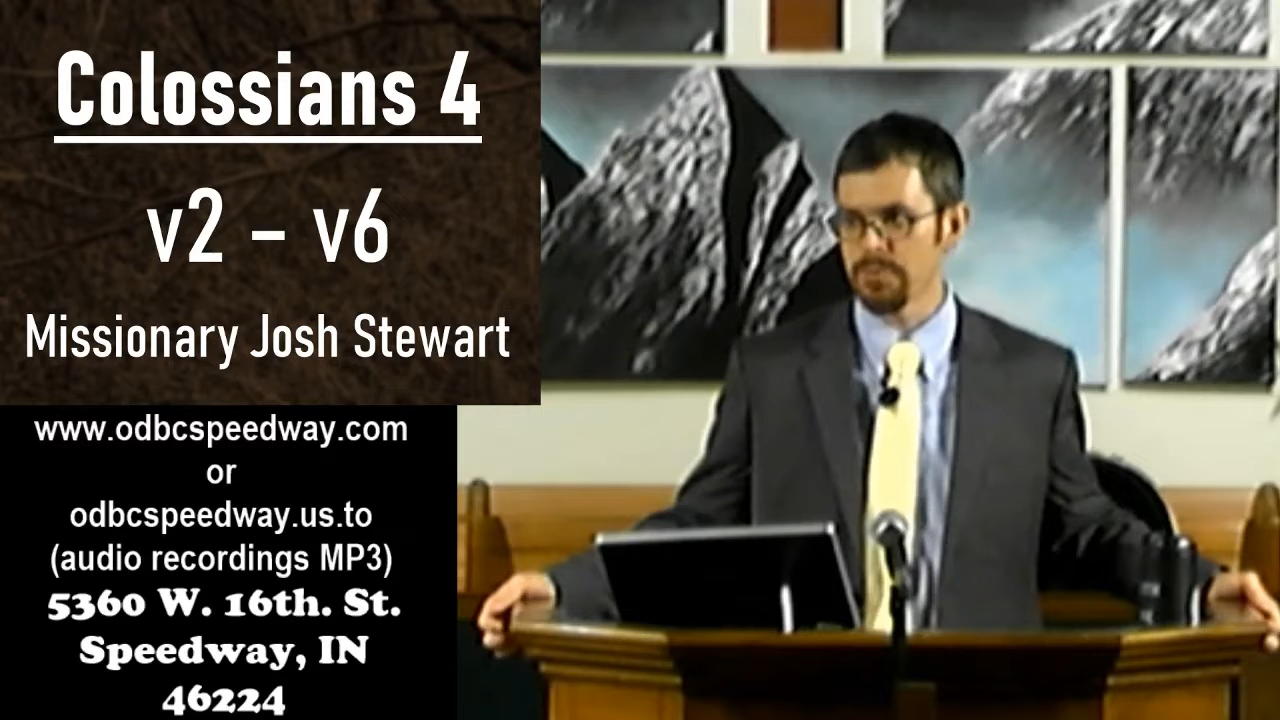 Colossians 4
v2 – v6
Missionary Josh Stewart
www.odbcspeedway.com
or
odbcspeedway.us.to
(audio recordings MP3)
5360 W. 16th. St.
Speedway, IN
46224